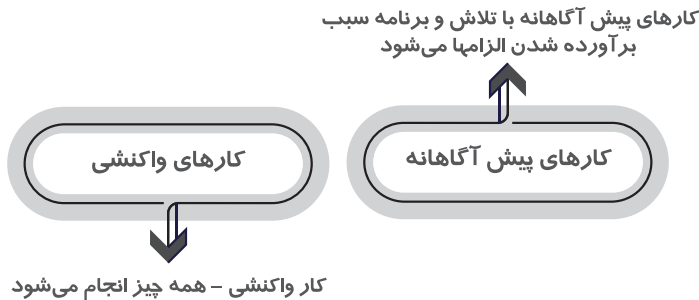 کارهای پیش آگاهانه با تلاش و برنامه سبب
برآورده شدن الزامها می‌شود
کارهای پیش آگاهانه
کارهای واکنشی
کار واکنشی – همه چیز انجام می‌شود